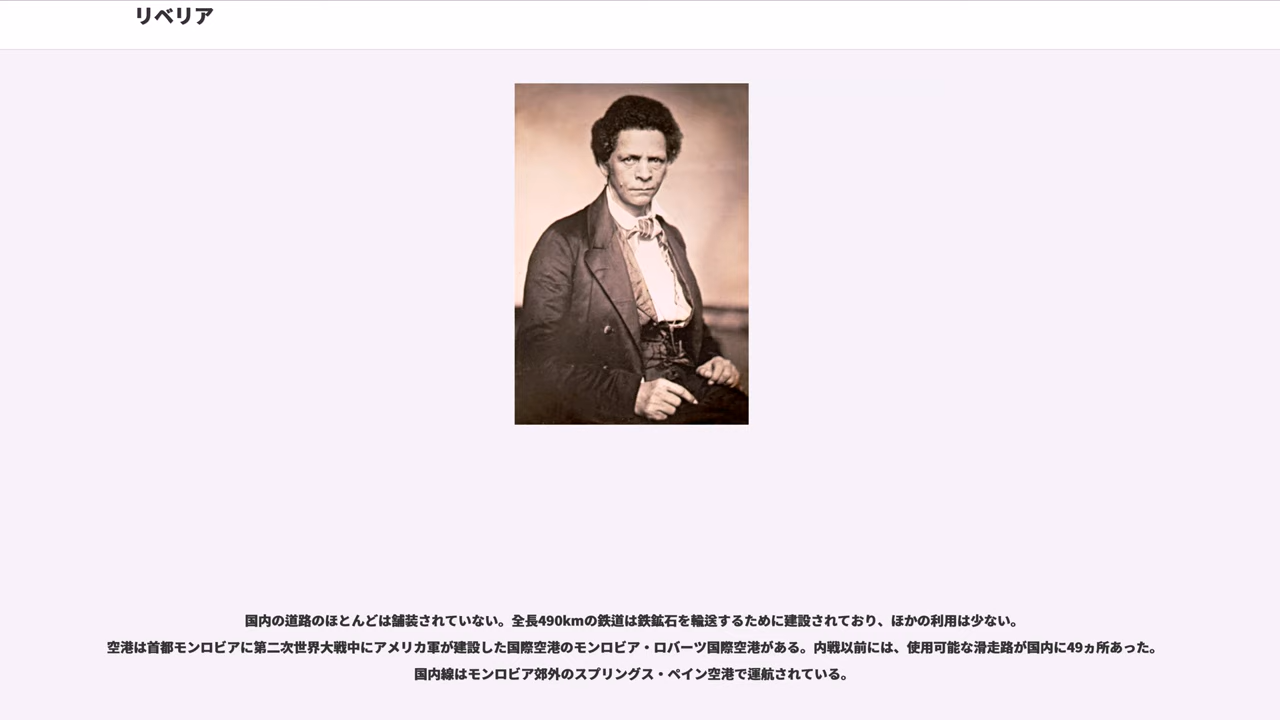 リベリア
国内の道路のほとんどは舗装されていない。全長490kmの鉄道は鉄鉱石を輸送するために建設されており、ほかの利用は少ない。
空港は首都モンロビアに第二次世界大戦中にアメリカ軍が建設した国際空港のモンロビア・ロバーツ国際空港がある。内戦以前には、使用可能な滑走路が国内に49ヵ所あった。
国内線はモンロビア郊外のスプリングス・ペイン空港で運航されている。